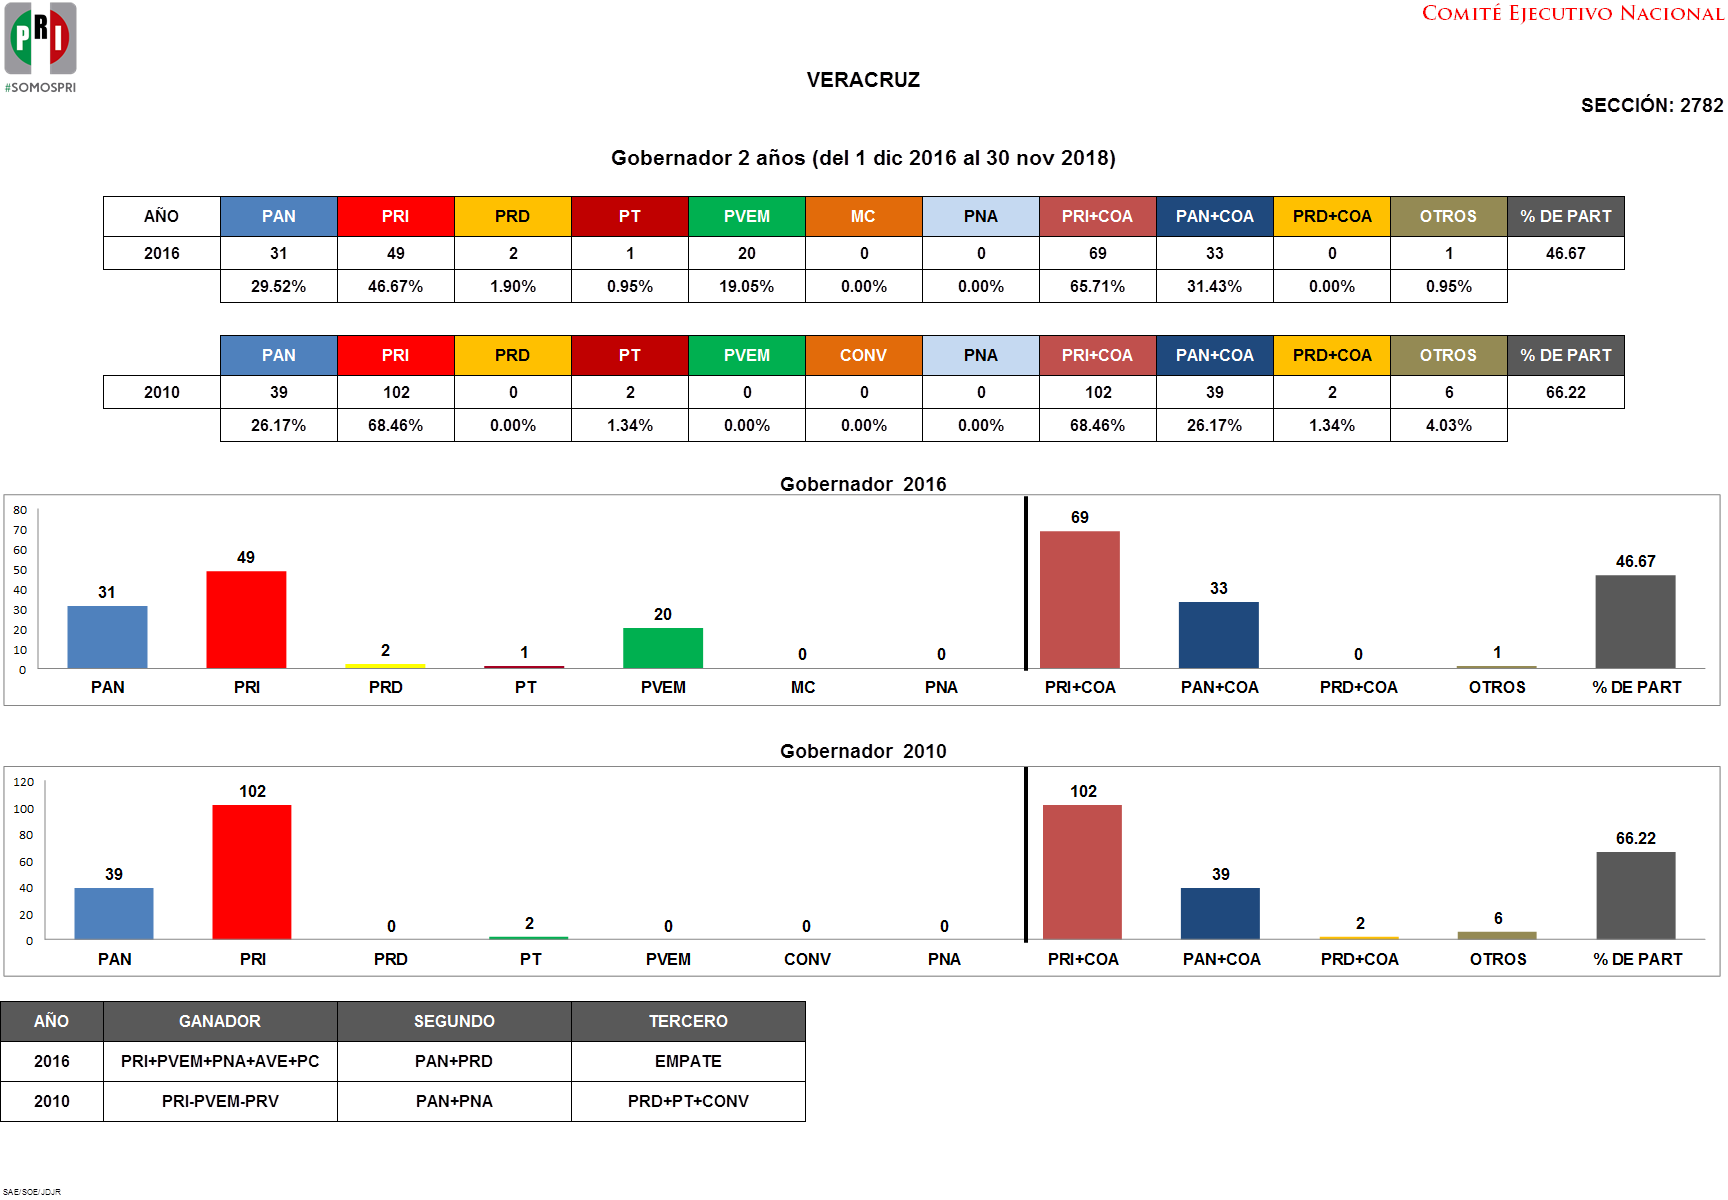 PRI
#SOMOSPRI
COMITÉ EJECUTIVO NACIONAL
VERACRUZ
SECCIÓN: 2782
Gobernador 2 años (del 1 dic 2016 al 30 nov 2018)
AÑO PAN PRI PRD PT PVEM MC PNA PRI+COA PAN+COA PRD+COA OTROS % DE PART
2016 31 49 2 1 20 0 0 69 33 0 1 46.67
29.52% 46.67% 1.90% 0.95% 19.05% 0.00% 0.00% 65.71% 31.43% 0.00% 0.95%
PAN PRI PRD PT PVEM CONV PNA PRI+COA PAN+COA PRD+COA OTROS % DE PART
2010 39 102 0 2 0 0 0 102 39 2 6 66.22
26.17% 68.46% 0.00% 1.34% 0.00% 0.00% 0.00% 68.46% 26.17% 1.34% 4.03%
Gobernador 2016
80
70
60
50
40
30
20
10
0
31 49 2 1 20 0 0 69 33 0 1 46.67
PAN PRI PRD PT PVEM MC PNA PRI+COA PAN+COA PRD+COA OTROS % DE PART
Gobernador 2010
120
100
80
60
40
20
0
39 102 0 2 0 0 0 102 39 2 6 66.22
PAN PRI PRD PT PVEM CONV PNA PRI+COA PAN+COA PRD+COA OTROS % DE PART
AÑO GANADOR SEGUNDO TERCERO
2016 PRI+PVEM+PNA+AVE+PC PAN+PRD EMPATE
2010 PRI-PVEM-PRV PAN+PNA PRD+PT+CONV
SAE/SOE/JDJR